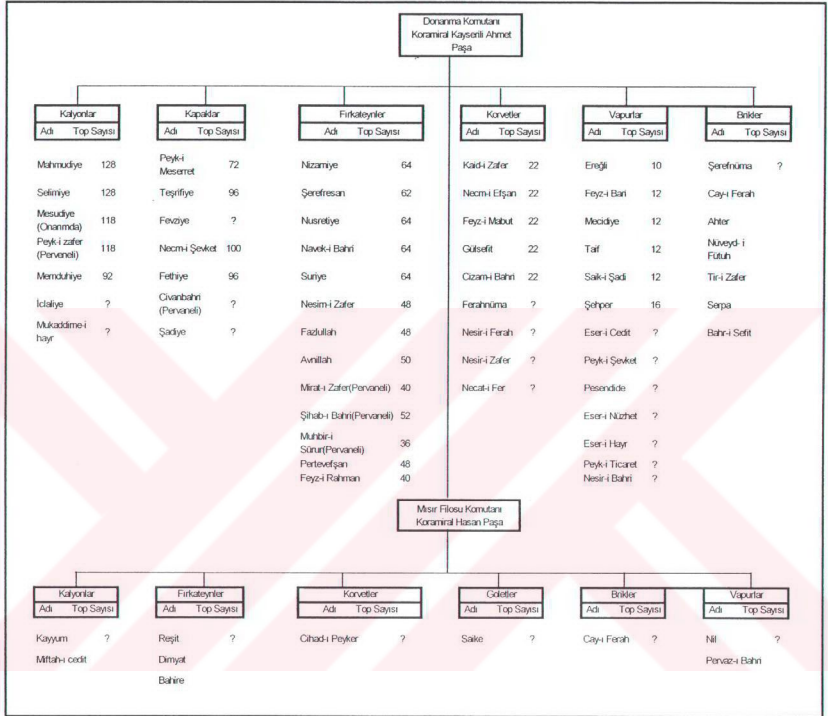 Donanma Komutanı
Koramiral Kayserili Ahmet
Paşa
Kalyonlar
Adı Top Sayısı
Mahmudiye 128
Selimiye 128
Mesudiye
(Onarımda) 118
Peyk-i zafer
(Perveneli) 118
Memduhiye 92
İclaliye ?
Mukaddime-i
hayr ?
Kapaklar
Adı Top Sayısı
Peyk-i
Meserret 72
Teşrifiye 96
Fevziye ?
Necm-i Şevket 100
Fethiye 96
Civanbahri
(Pervaneli) ?
Şadiye ?
Fırkateynler
Adı Top Sayısı
Nizamiye 64
Şerefresan 62
Nusretiye 64
Navek-i Bahri 64
Suriye 64
Nesim-i Zafer 48
Fazlullah 48
Avnillah 50
Mirat-ı Zafer(Pervaneli) 40
Şihab-ı Bahri(Pervaneli) 52
Muhbir-i
Sürur(Pervaneli) 36
Pertevefşan 48
Feyz-i Rahman 40
Korvetler
Adı Top Sayısı
Kaid-i Zafer 22
Necm-i Efşan 22
Feyz-i Mabut 22
Gülsefit 22
Cizam-i Bahri 22
Ferahnüma ?
Nesir-i Ferah ?
Nesir-i Zafer ?
Necat-ı Fer ?
Vapurlar
Adı Top Sayısı
Ereğli 10
Feyz-i Bari 12
Mecidiye 12
Taif 12
Saik-i Şadi 12
Şehper 16
Eser-i Cedit ?
Peyk-i Şevket ?
Pesendide ?
Eser-i Nüzhet ?
Eser-i Hayr ?
Peyk-i Ticaret ?
Nesir-i Bahri ?
Brikler
Adı Top Sayısı
Şerefnüma ?
Cay-ı Ferah
Ahter
Nüveyd- i
Fütuh
Tir-i Zafer
Serpa
Bahr-i Sefit
Mısır Filosu Komutanı
Koramiral Hasan Paşa
Kalyonlar
Adı Top Sayısı
Kayyum ?
Miftah-ı cedit
Fırkateynler
Adı Top Sayısı
Reşit ?
Dimyat
Bahire
Korvetler
Adı Top Sayısı
Cihad-ı Peyker ?
Goletler
Adı Top Sayısı
Saike ?
Brikler
Adı Top Sayısı
Cay-ı Ferah ?
Vapurlar
Adı Top Sayısı
Nil ?
Pervaz-ı Bahri